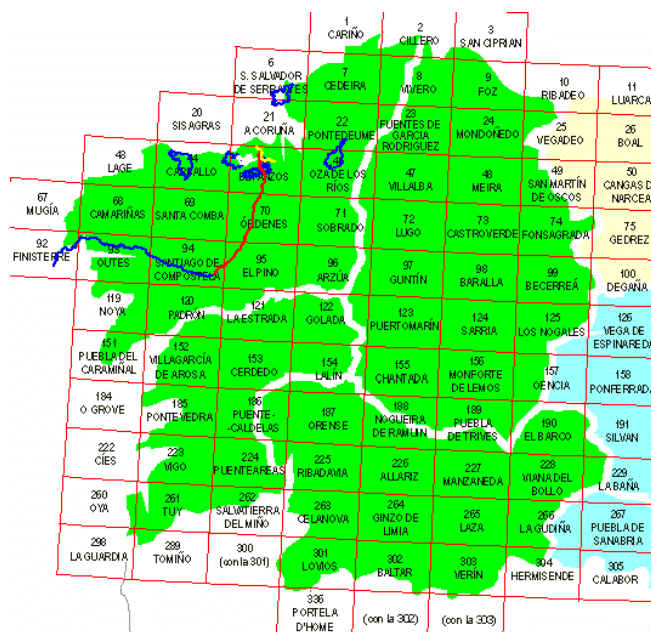 1
CARIÑO
2
CILLERO
3
SAN CIPRIAN
6
S. SALVADOR
DE SERRANTES
7
CEDEIRA
8
VIVERO
9
FOZ
10
RIBADEO
11
LUARCA
20
SISAGRAS
21
A CORUÑA
22
PONTEDEUME
23
FUENTES DE
GARCIA
RODRIGUEZ
24
MONDOÑEDO
25
VEGADEO
26
BOAL
43
LAGE
CARBALLO
OZA DE LOS
RÍOS
47
VILLALBA
48
MEIRA
49
SAN MARTÍN
DE OSCOS
50
CANGAS D
NARCEA
67
MUGÍA
68
CAMARIÑAS
69
SANTA COMBA
70
ÓRDENES
71
SOBRADO
72
LUGO
73
CASTROVERDE
74
FONSAGRADA
75
GEDREZ
92
FINISTERRE
93
OUTES
94
SANTIAGO DE
COMPOSTELA
95
EL PINO
96
ARZÚA
97
GUNTÍN
98
BARALLA
99
BECERREÁ
100
DEGAÑA
119
NOYA
120
PADRÓN
121
LA ESTRADA
122
GOLADA
123
PUERTOMARÍN
124
SARRIA
125
LOS NOGALES
126
VEGA DE
ESPINAREDA
151
PUEBLA DEL
CARAMIÑAL
152
VILLAGARCÍA
DE AROSA
153
CERDEDO
154
LALÍN
155
CHANTADA
156
MONFORTE
DE LEMOS
157
OENCIA
158
PONFERRADA
184
O GROVE
185
PONTEVEDRA
186
PUENTE-
-CALDELAS
187
ORENSE
188
NOGUEIRA
DE RAMUIN
189
PUEBLA
DE TRIVES
190
EL BARCO
191
SILVAN
222
CÍES
223
VIGO
224
PUENTEAREAS
225
RIBADAVIA
226
ALLARIZ
227
MANZANEDA
228
VIANA DEL
BOLLO
229
LA BAÑA
260
OYA
261
TUY
262
SALVATIERRA
DEL MIÑO
263
CELANOVA
264
GINZO DE
LIMIA
265
LAZA
266
LA GUDIÑA
267
PUEBLA DE
SANABRIA
298
LA GUARDIA
289
TOMIÑO
300
(con la 301)
301
LOVIOS
302
BALTAR
303
VERÍN
304
HERMISENDE
305
CALABOR
336
PORTELA
D'HOME
(con la 302)
(con la 303)